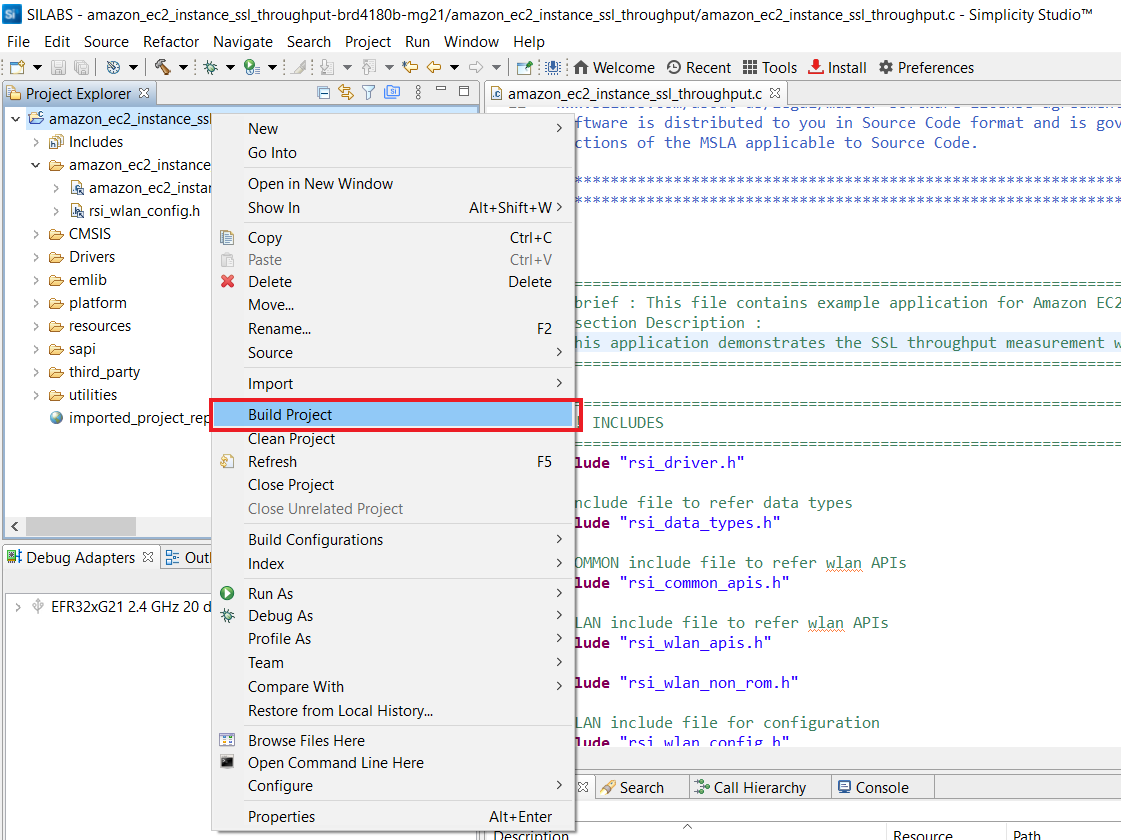 SILABS - amazon_ec2_instance_ssl_throughput-brd4180b-mg21/amazon_ec2_instance_ssl_throughput/amazon_ec2_instance_ssl_throughput.c - Simplicity Studio™
File Edit Source Refactor Navigate Search Project Run Window Help
Welcome Recent Tools Install Preferences
Project Explorer
amazon_ec2_instance_ssl
Includes
amazon_ec2_instance
amazon_ec2_instar
rsi_wlan_config.h
CMSIS
Drivers
emlib
platform
resources
sapi
third_party
utilities
imported_project_rep
Debug Adapters
Outl
EFR32xG21 2.4 GHz 20 d
New
Go Into
Open in New Window
Show In Alt+Shift+W
Copy Ctrl+C
Paste Ctrl+V
Delete Delete
Move...
Rename... F2
Source
Import
Build Project
Clean Project
Refresh F5
Close Project
Close Unrelated Project
Build Configurations
Index
Run As
Debug As
Profile As
Team
Compare With
Restore from Local History...
Browse Files Here
Open Command Line Here
Configure
Properties Alt+Enter
amazon_ec2_instance_ssl_throughput.c
ftware is distributed to you in Source Code format and is gov
ctions of the MSLA applicable to Source Code.
*************************************************************
*************************************************************
=============================================================
brief : This file contains example application for Amazon EC2
section Description :
his application demonstrates the SSL throughput measurement w
=============================================================
=============================================================
INCLUDES
=============================================================
lude "rsi_driver.h"
nclude file to refer data types
lude "rsi_data_types.h"
OMMON include file to refer wlan APIs
lude "rsi_common_apis.h"
LAN include file to refer wlan APIs
lude "rsi_wlan_apis.h"
lude "rsi_wlan_non_rom.h"
LAN include file for configuration
lude "rsi_wlan_config.h"
Search Call Hierarchy Console
Description Resource Path